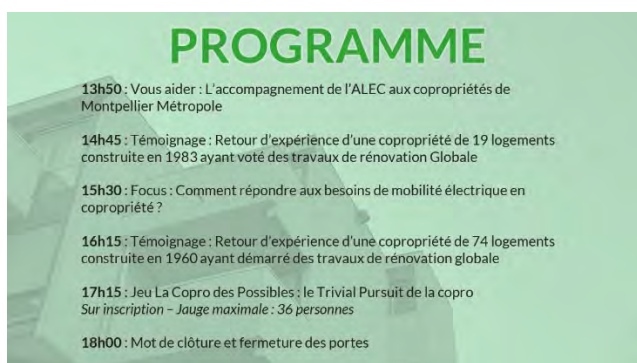 PROGRAMME
13h50 : Vous aider : L'accompagnement de l'ALEC aux copropriétés de
Montpellier Métropole
14h45 : Témoignage : Retour d'expérience d'une copropriété de 19 logements
construite en 1983 ayant voté des travaux de rénovation Globale
15h30 : Focus : Comment répondre aux besoins de mobilité électrique en
copropriété ?
16h15 : Témoignage : Retour d'expérience d'une copropriété de 74 logements
construite en 1960 ayant démarré des travaux de rénovation globale
17h15 : Jeu La Copro des Possibles : le Trivial Pursuit de la copro
Sur inscription – Jauge maximale : 36 personnes
18h00 : Mot de clôture et fermeture des portes